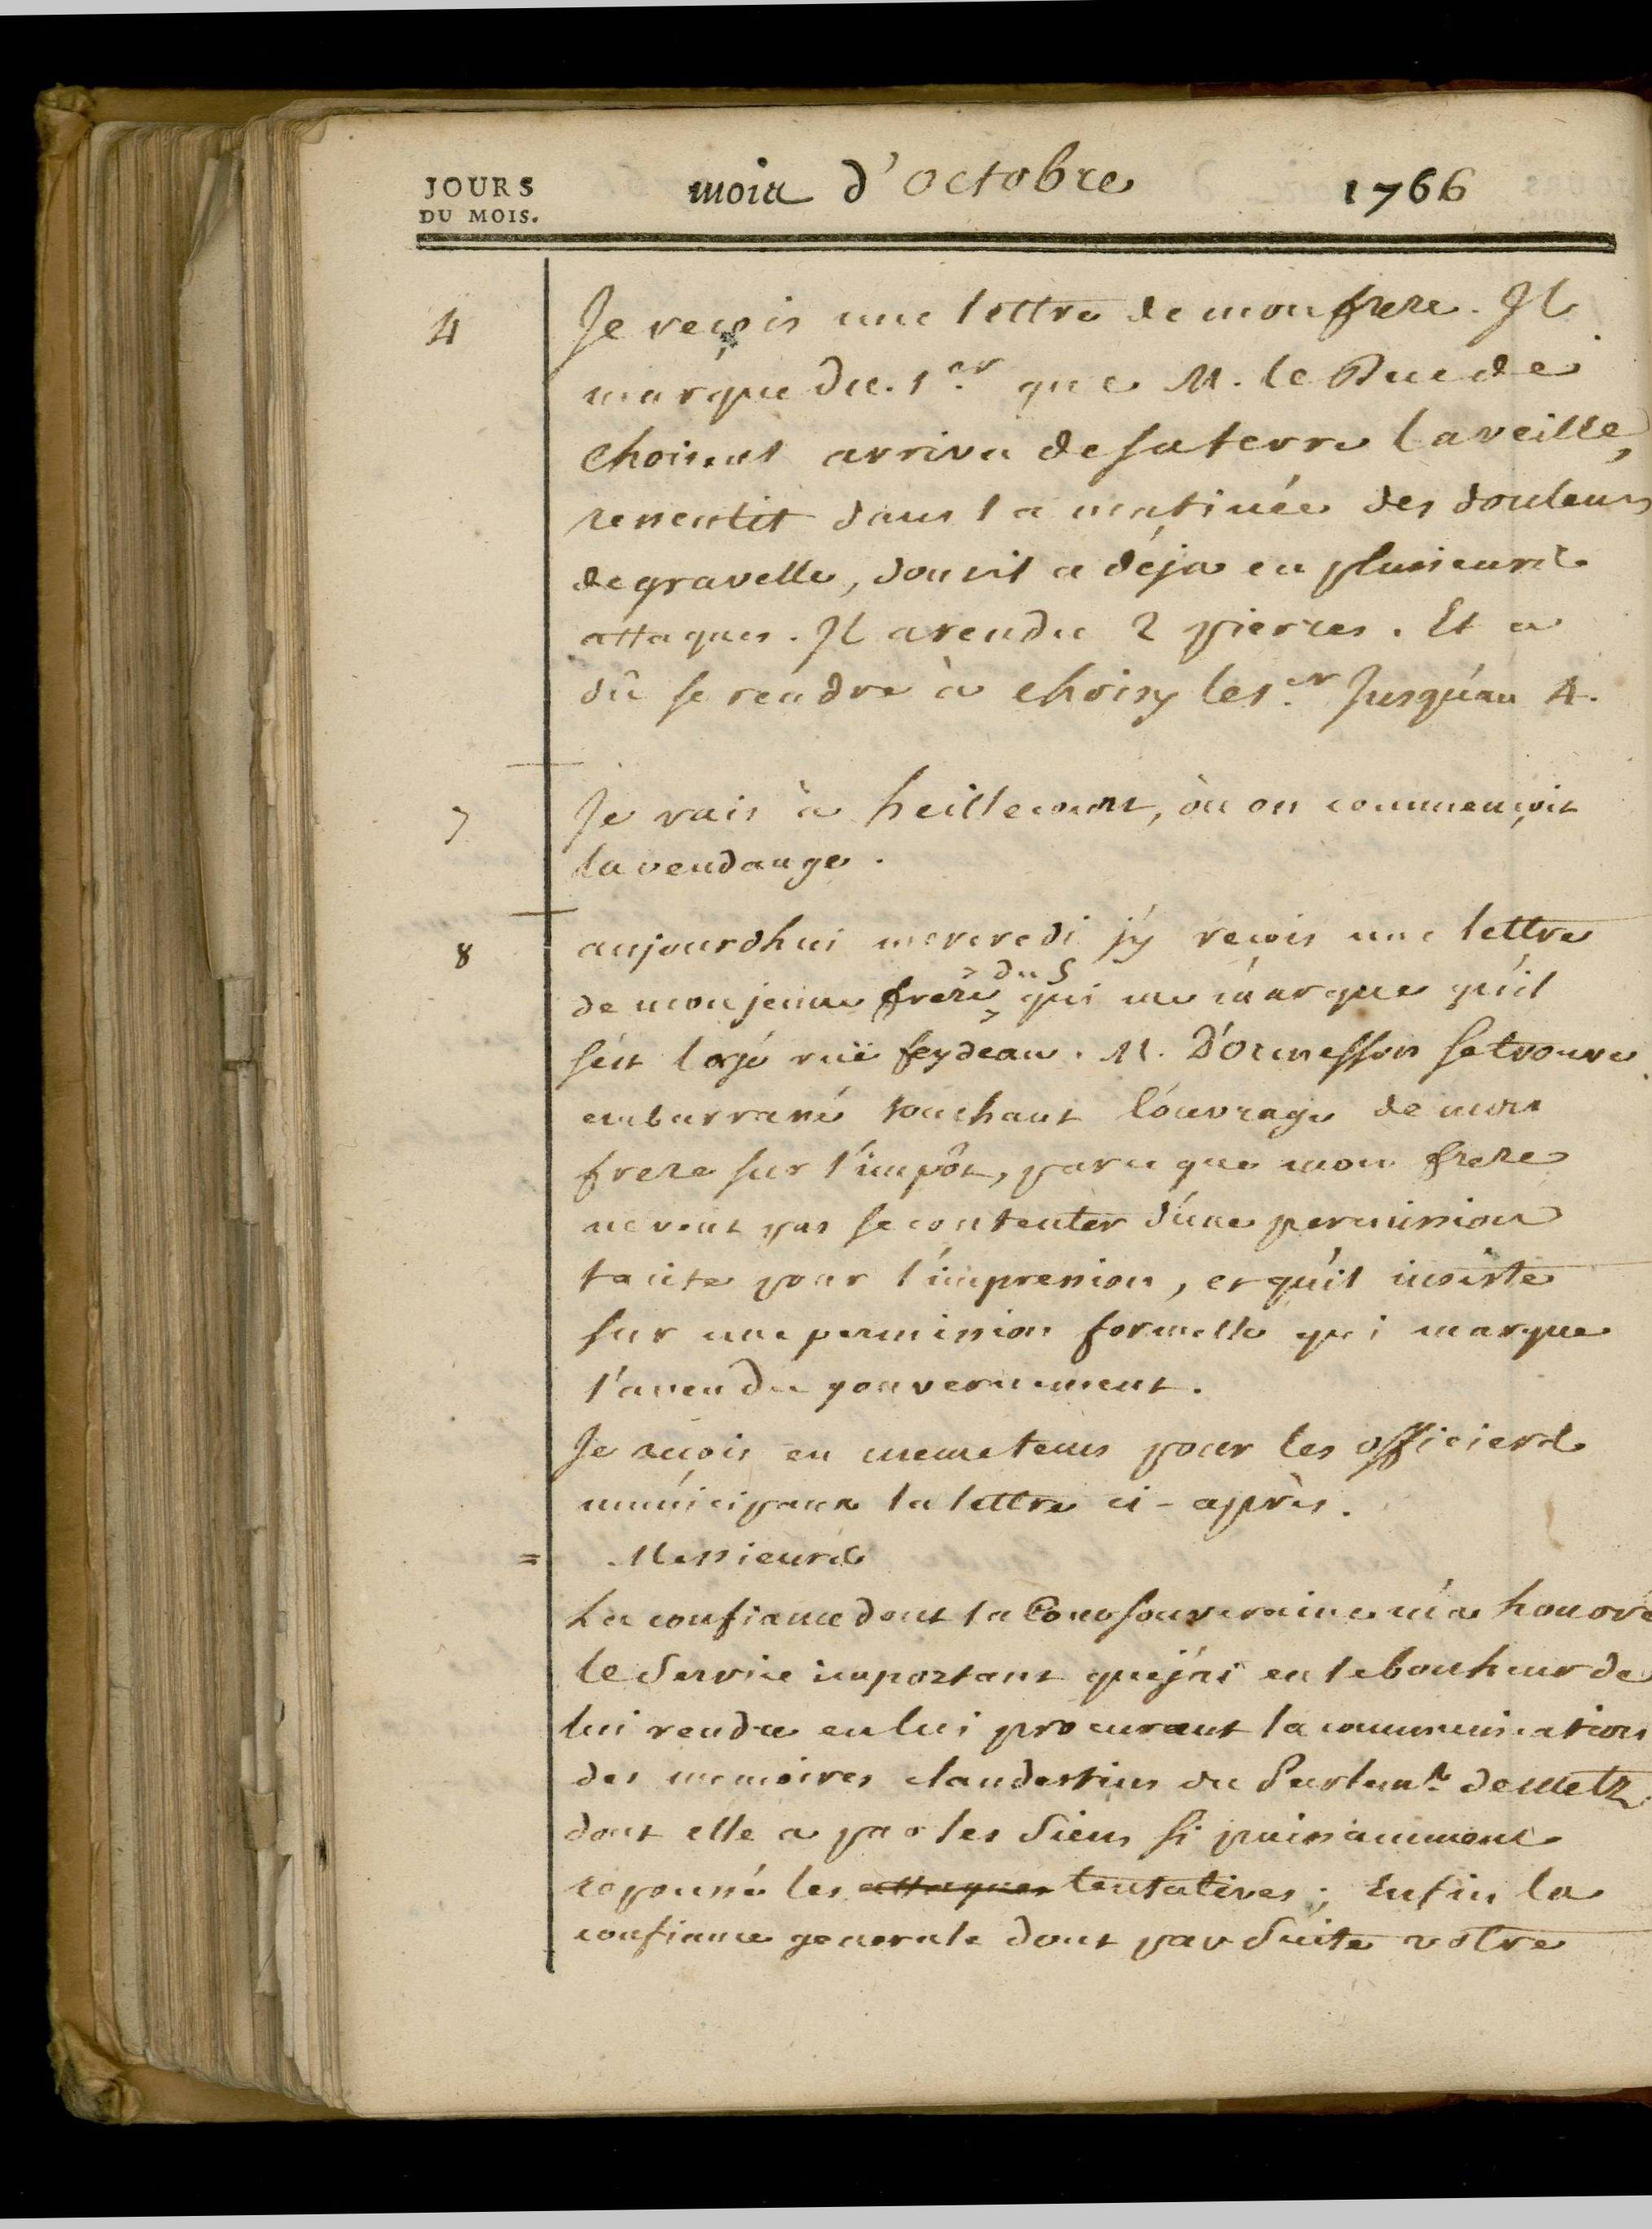 JOURS
DU MOIS.
mois d'octobre 1766
4 Je reçois une lettre de mon frere. Il
marque du 1.er que M. le Duc de
Choiseul arrivé de sa terre la veille,
ressentit dans la matinée des douleurs
de gravelle, dont il a déja eu plusieurs
attaques. Il a rendu 2 pierres. Et a
dû se rendre à choisy le 1.er jusqu'au 4.
7 Je vais à heillecourt, où on commençoit
la vendange.
8 aujourdhui mercredi j'y reçois une lettre
du 5
de mon jeune frere, qui me marque qu'il
s'est logé ruë feydeau. M. D'Ormesson se trouve
embarrassé touchant l'ouvrage de mon
frere sur l'impôt, parce que mon frere
ne veut pas se contenter d'une permission
tacite pour l'impression, et qu'il insiste
sur une permission formelle qui marque
l'aveu du gouvernement.
Je reçois en meme tems pour les officiers
municipaux la lettre ci-après.
= Messieurs
La confiance dont la Cour souveraine m'a honoré
le Service important que j'ai eu le bonheur de
lui rendre en lui procurant la communication
des memoires clandestins du Parlem.t de Metz
dont elle a par les Siens si puissamment
repoussé les attaques tentatives; Enfin la
confiance generale dont par Suite votre